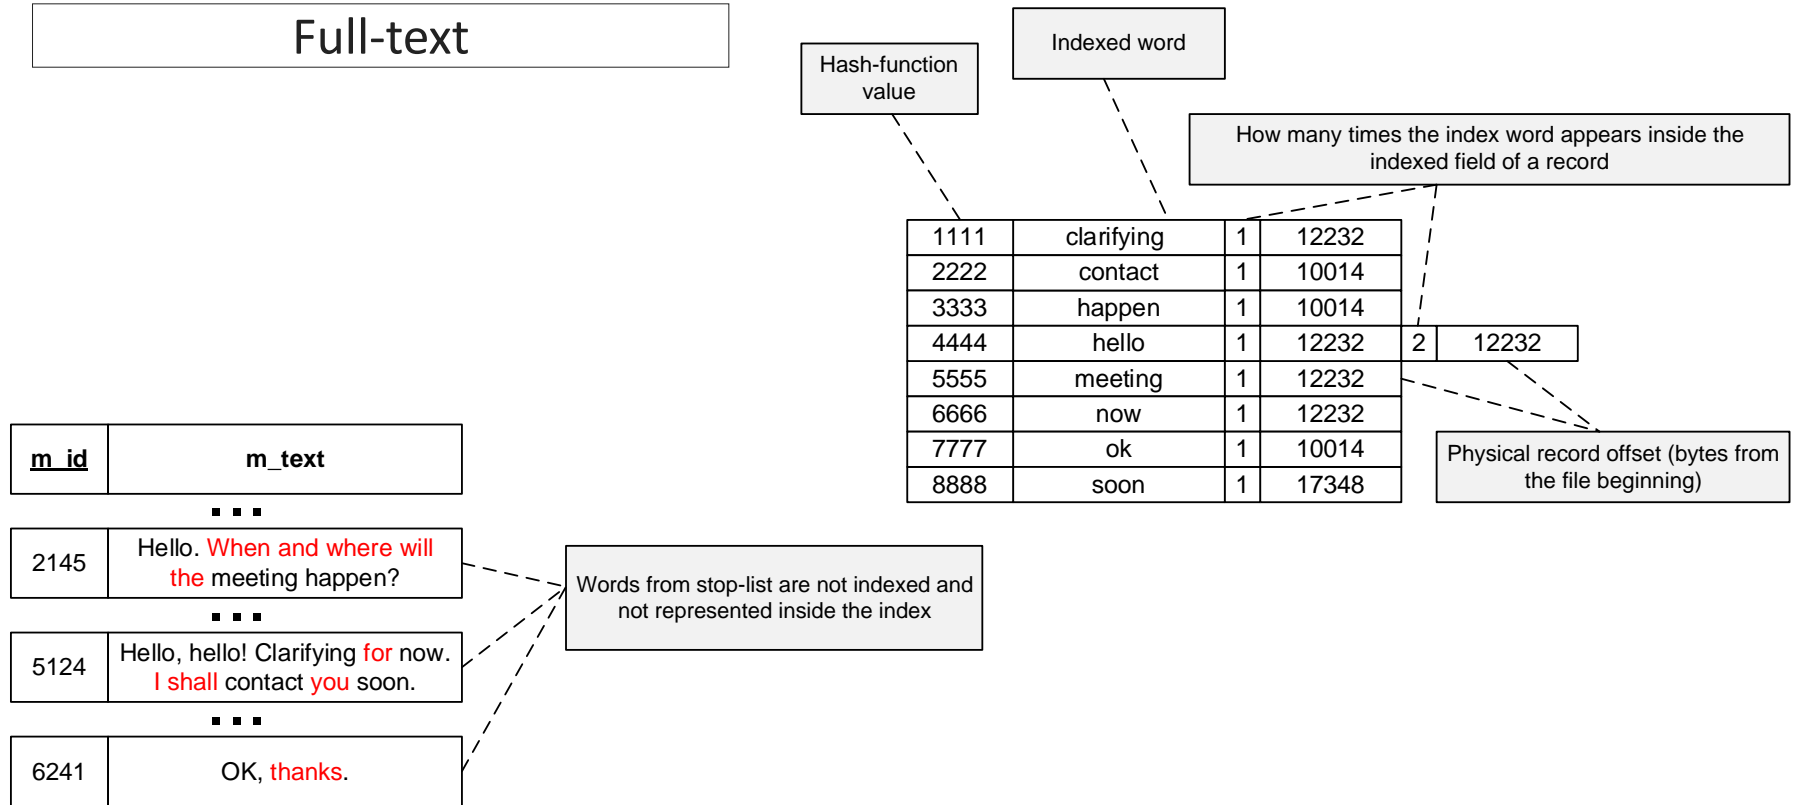 Full-text
Hash-function
value
Indexed word
How many times the index word appears inside the
indexed field of a record
1111 clarifying 1 12232
2222 contact 1 10014
3333 happen 1 10014
4444 hello 1 12232 2 12232
5555 meeting 1 12232
6666 now 1 12232
7777 ok 1 10014
8888 soon 1 17348
Physical record offset (bytes from
the file beginning)
m_id m_text
...
2145 Hello. When and where will
the meeting happen?
...
5124 Hello, hello! Clarifying for now.
I shall contact you soon.
...
6241 OK, thanks.
Words from stop-list are not indexed and
not represented inside the index